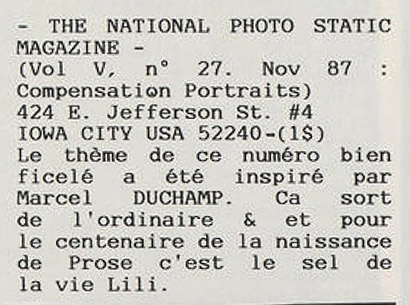 - THE NATIONAL PHOTO STATIC
MAGAZINE -
(Vol V, n° 27. Nov 87 :
Compensation Portraits)
424 E. Jefferson St. #4
IOWA CITY USA 52240-(1$)
Le thème de ce numéro bien
ficelé a été inspiré par
Marcel DUCHAMP. Ca sort
de l'ordinaire & et pour
le centenaire de la naissance
de Prose c'est le sel de
la vie Lili.